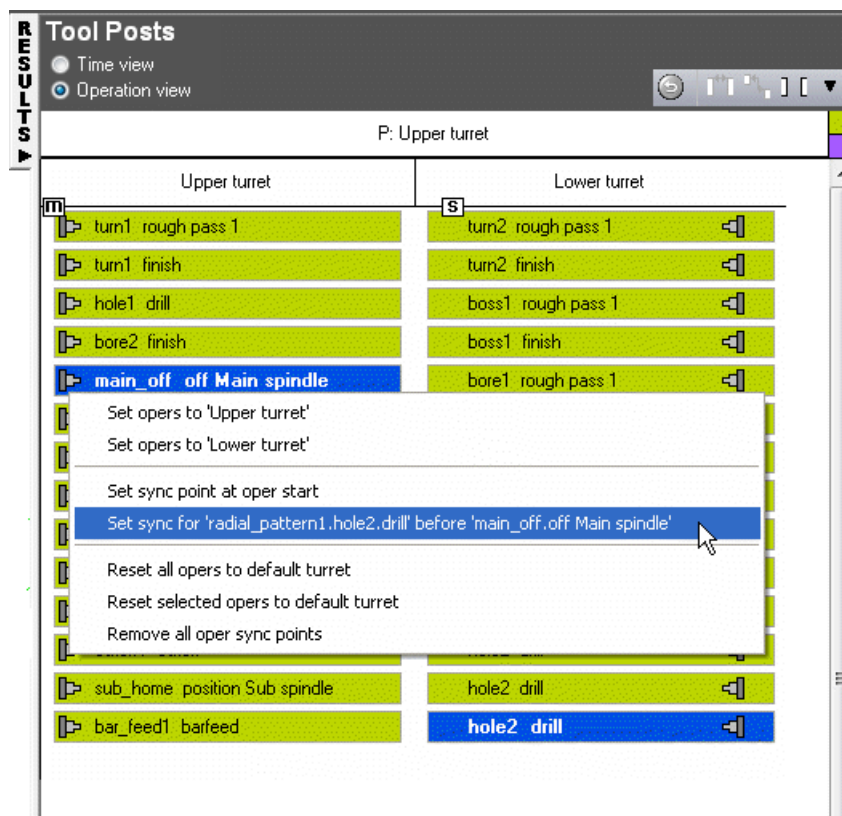 RESULTS
Tool Posts
Time view
Operation view
P: Upper turret
Upper turret
Lower turret
m
s
turn1 rough pass 1
turn2 rough pass 1
turn1 finish
turn2 finish
hole1 drill
boss1 rough pass 1
bore2 finish
boss1 finish
main_off off Main spindle
bore1 rough pass 1
Set opers to 'Upper turret'
Set opers to 'Lower turret'
Set sync point at oper start
Set sync for 'radial_pattern1.hole2.drill' before 'main_off.off Main spindle'
Reset all opers to default turret
Reset selected opers to default turret
Remove all oper sync points
sub_home position Sub spindle
hole2 drill
bar_feed1 barfeed
hole2 drill